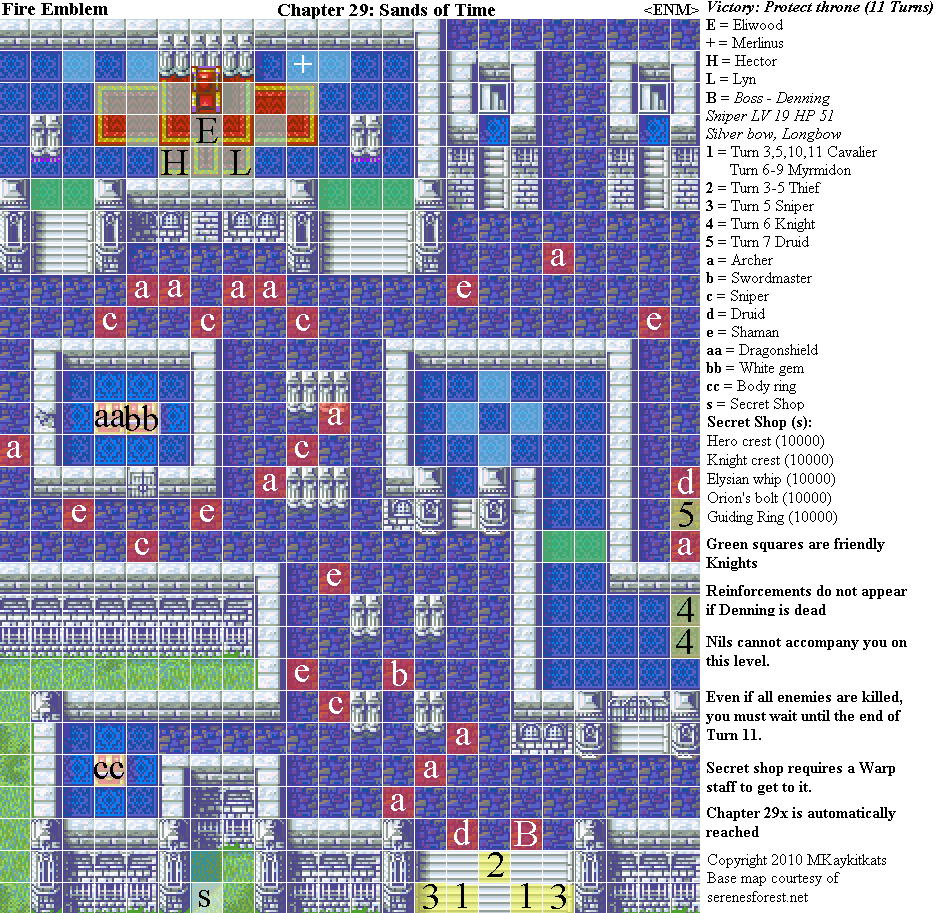 Fire Emblem Chapter 29: Sands of Time <ENM> Victory: Protect throne (11 Turns)
E = Eliwood
+ = Merlinus
H = Hector
L = Lyn
B = Boss - Denning
Sniper LV 19 HP 51
Silver bow, Longbow
1 = Turn 3,5,10,11 Cavalier
Turn 6-9 Myrmidon
2 = Turn 3-5 Thief
3 = Turn 5 Sniper
4 = Turn 6 Knight
5 = Turn 7 Druid
a = Archer
b = Swordmaster
c = Sniper
d = Druid
e = Shaman
aa = Dragonshield
bb = White gem
cc = Body ring
s = Secret Shop
Secret Shop (s):
Hero crest (10000)
Knight crest (10000)
Elysian whip (10000)
Orion's bolt (10000)
Guiding Ring (10000)
Green squares are friendly
Knights
Reinforcements do not appear
if Denning is dead
Nils cannot accompany you on
this level.
Even if all enemies are killed,
you must wait until the end of
Turn 11.
Secret shop requires a Warp
staff to get to it.
Chapter 29x is automatically
reached
Copyright 2010 MKaykitkats
Base map courtesy of
serenesforest.net
+
E
H L
a
a a a a e
c c c e
aa bb a
a c
a d
e e 5
c a
e
4
4
e b
c
a
cc a
a
d B
2
s 3 1 1 3